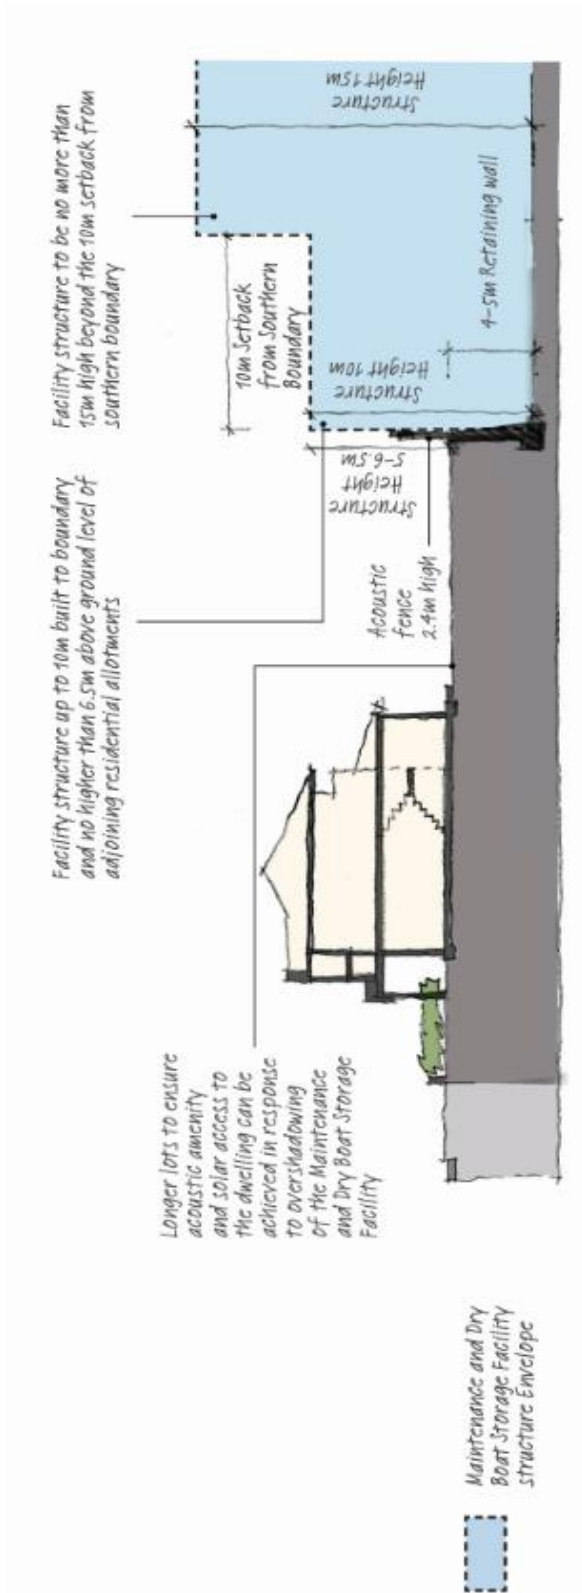 Facility structure to be no more than
15m high beyond the 10m setback from
southern boundary
Facility structure up to 10m built to boundary
and no higher than 6.5m above ground level of
adjoining residential allotments
Longer lots to ensure
acoustic amenity
and solar access to
the dwelling can be
achieved in response
to overshadowing
of the Maintenance
and Dry Boat Storage
Facility
10m Setback
from Southern
Boundary
Structure
Height 15m
Structure
Height 10m
Structure
Height
5-6.5m
4-5m Retaining wall
Acoustic
fence
2.4m high
Maintenance and Dry
Boat Storage Facility
structure Envelope